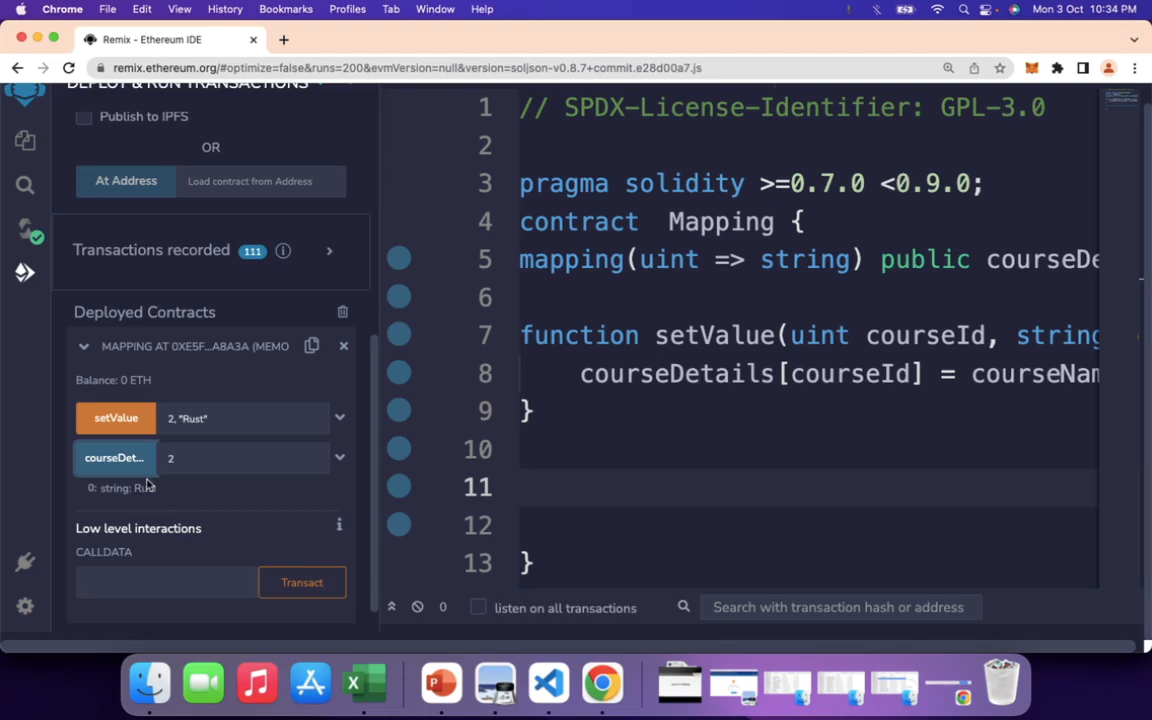 Chrome File Edit View History Bookmarks Profiles Tab Window Help Mon 3 Oct 10:34 PM
Remix - Ethereum IDE
remix.ethereum.org/#optimize=false&runs=200&evmVersion=null&version=soljson-v0.8.7+commit.e28d00a7.js
DEPLOY & RUN TRANSACTIONS
Publish to IPFS
OR
At Address Load contract from Address
Transactions recorded 111 i
Deployed Contracts
MAPPING AT 0XE5F...A8A3A (MEMO
Balance: 0 ETH
setValue 2, "Rust"
courseDet... 2
0: string: Rust
Low level interactions i
CALLDATA
Transact
1 // SPDX-License-Identifier: GPL-3.0
2
3 pragma solidity >=0.7.0 <0.9.0;
4 contract Mapping {
5 mapping(uint => string) public courseDe
6
7 function setValue(uint courseId, string
8 courseDetails[courseId] = courseNam
9 }
10
11
12
13 }
0 listen on all transactions Search with transaction hash or address